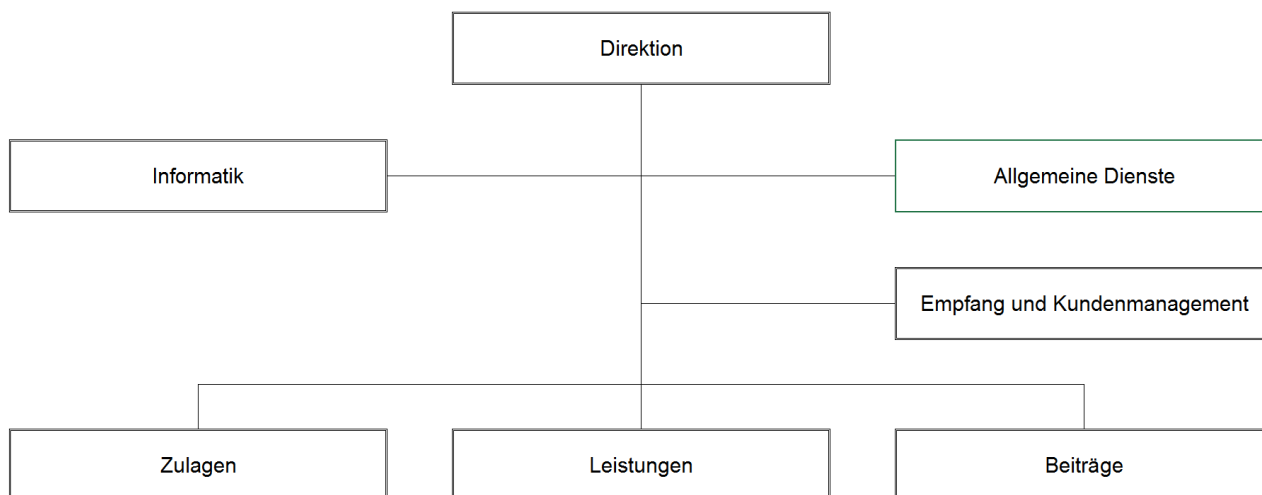 Direktion
Informatik
Allgemeine Dienste
Empfang und Kundenmanagement
Zulagen
Leistungen
Beiträge